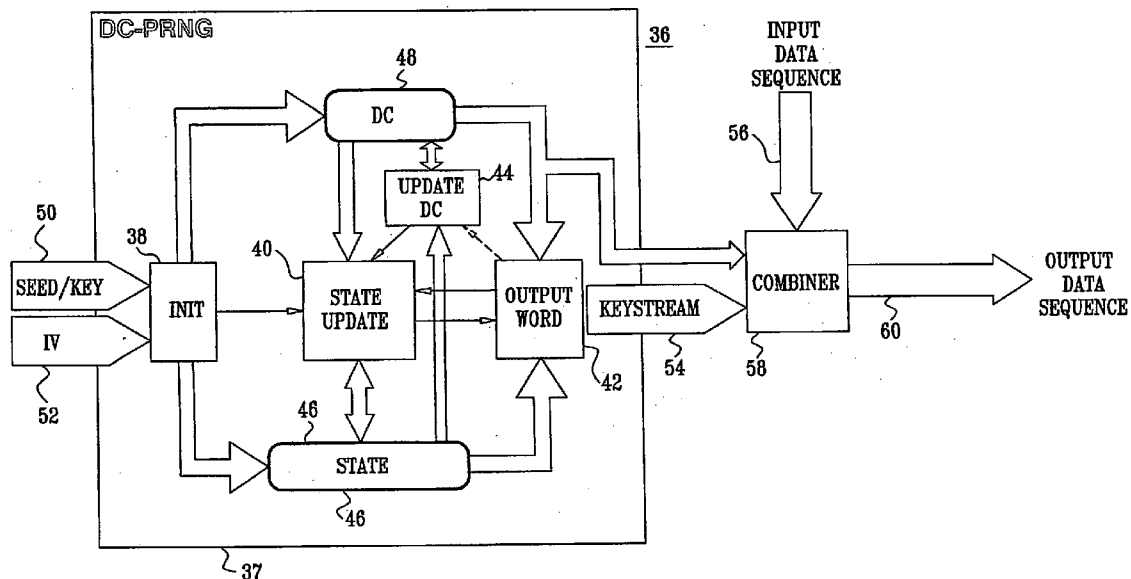 DC-PRNG
36
INPUT
DATA
SEQUENCE
48
DC
56
44
UPDATE
DC
50
38
40
SEED/KEY
INIT
STATE
UPDATE
OUTPUT
WORD
KEYSTREAM
COMBINER
OUTPUT
DATA
SEQUENCE
IV
52
42
54
58
60
46
STATE
46
37